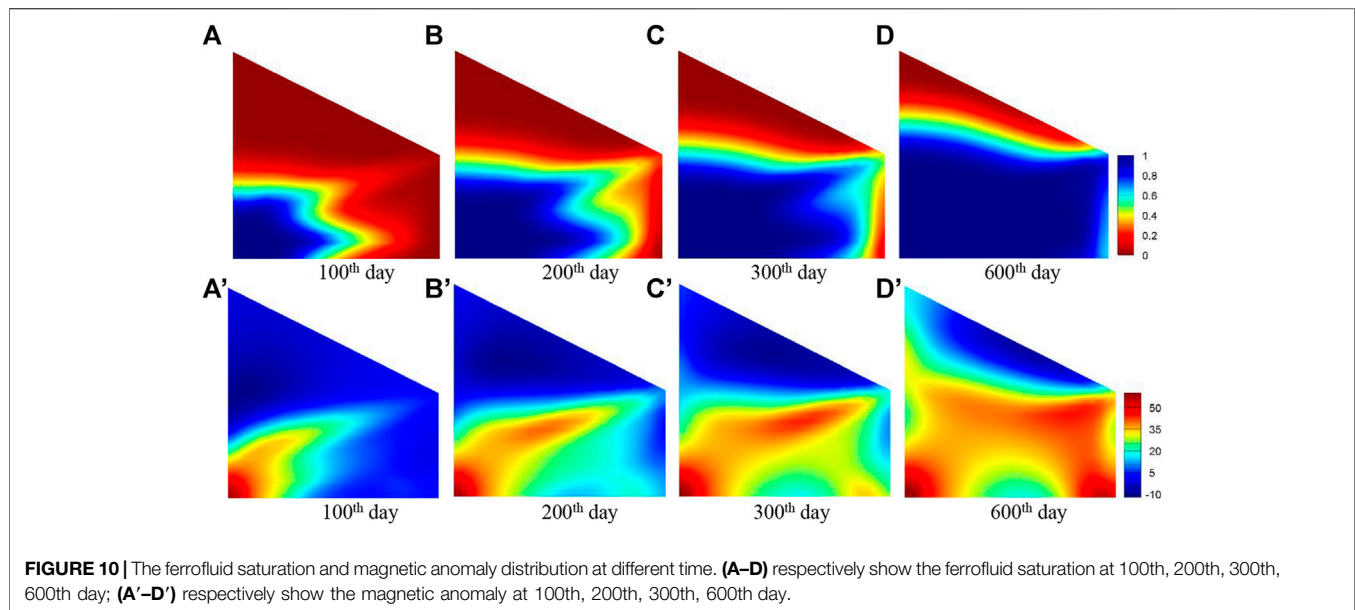 A B C D
1
0.8
0.6
0.4
0.2
0
100th day 200th day 300th day 600th day
A' B' C' D'
50
35
20
5
-10
100th day 200th day 300th day 600th day
FIGURE 10 | The ferrofluid saturation and magnetic anomaly distribution at different time. (A–D) respectively show the ferrofluid saturation at 100th, 200th, 300th,
600th day; (A′–D′) respectively show the magnetic anomaly at 100th, 200th, 300th, 600th day.